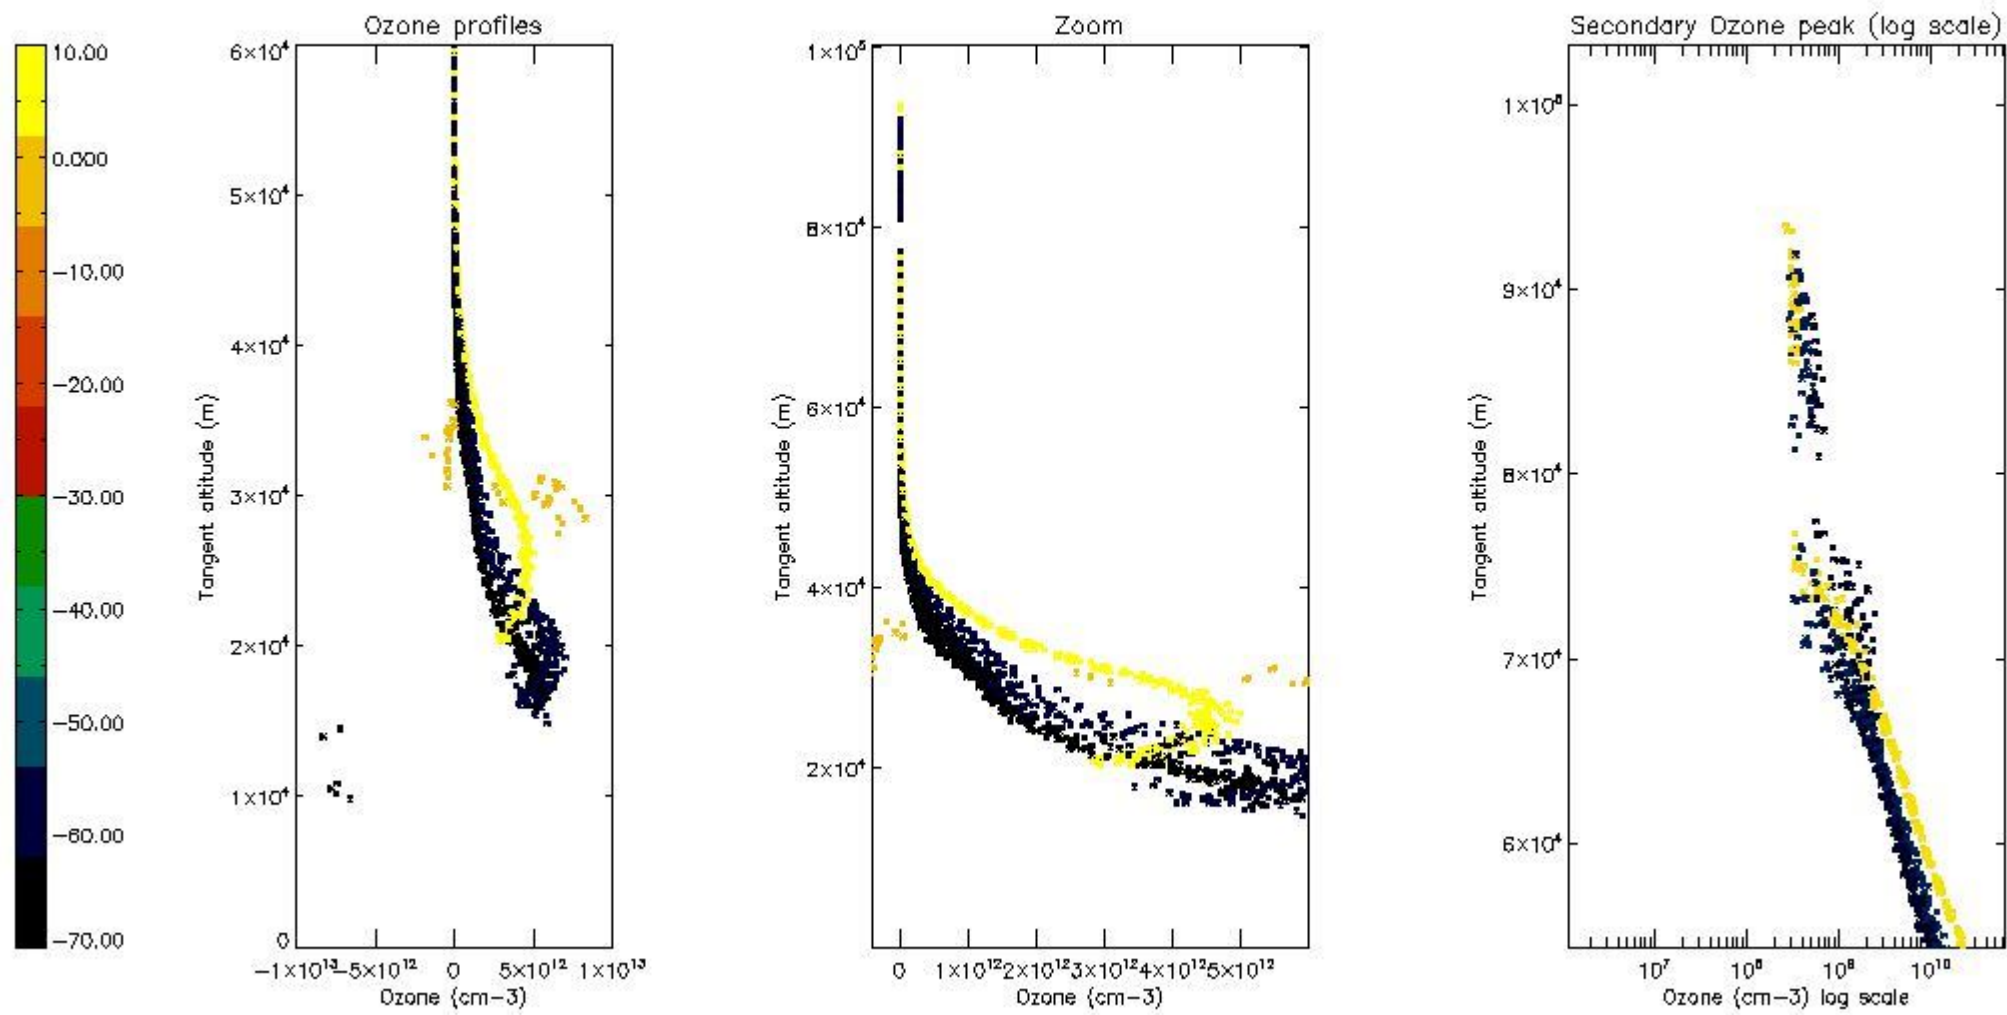 Ozone profiles
Zoom
Secondary Ozone peak (log scale)
10.00
0.000
−10.00
−20.00
−30.00
−40.00
−50.00
−60.00
−70.00
6×10⁴
5×10⁴
4×10⁴
3×10⁴
2×10⁴
1×10⁴
0
Tangent altitude (m)
−1×10¹³ −5×10¹² 0 5×10¹² 1×10¹³
Ozone (cm−3)
1×10⁵
8×10⁴
6×10⁴
4×10⁴
2×10⁴
Tangent altitude (m)
0 1×10¹² 2×10¹² 3×10¹² 4×10¹² 5×10¹²
Ozone (cm−3)
1×10⁵
9×10⁴
8×10⁴
7×10⁴
6×10⁴
Tangent altitude (m)
10⁷ 10⁸ 10⁹ 10¹⁰
Ozone (cm−3) log scale